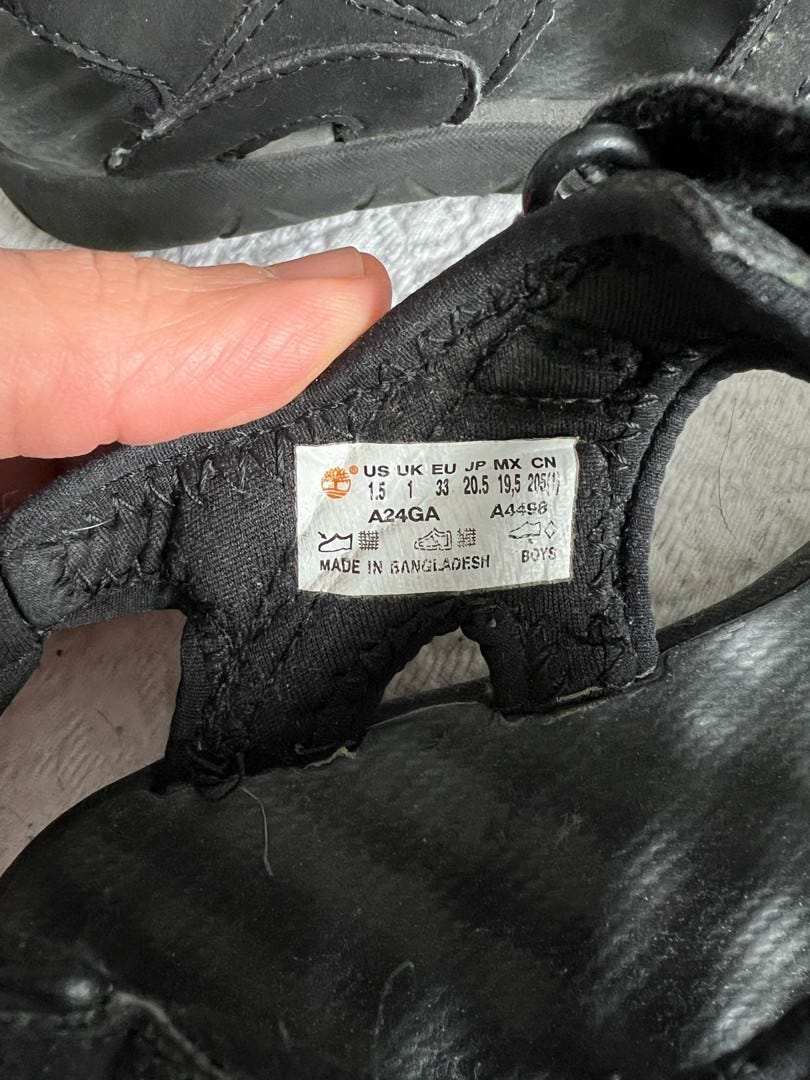 ® US UK EU JP MX CN
1.5 1 33 20.5 19,5 205(1)
A24GA A4498
MADE IN BANGLADESH BOYS